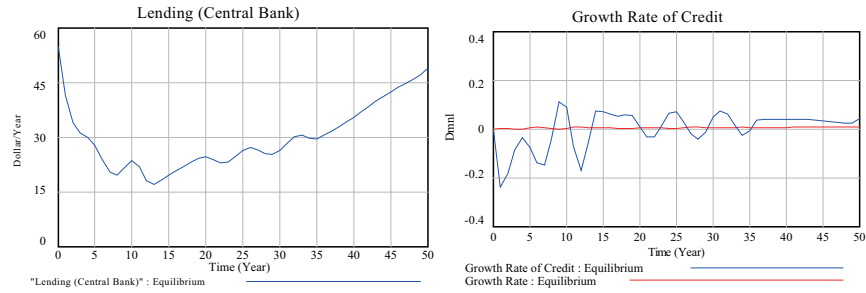 Lending (Central Bank)
60
45
30
15
0
Dollar/Year
0 5 10 15 20 25 30 35 40 45 50
Time (Year)
"Lending (Central Bank)" : Equilibrium
Growth Rate of Credit
0.4
0.2
0
-0.2
-0.4
Dmnl
0 5 10 15 20 25 30 35 40 45 50
Time (Year)
Growth Rate of Credit : Equilibrium
Growth Rate : Equilibrium